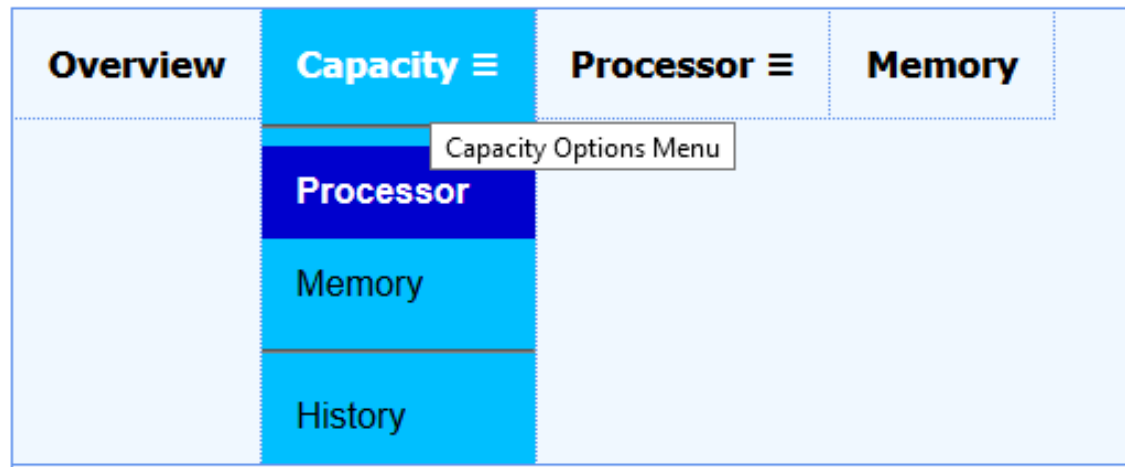 Overview Capacity ≡ Processor ≡ Memory
Capacity Options Menu
Processor
Memory
History